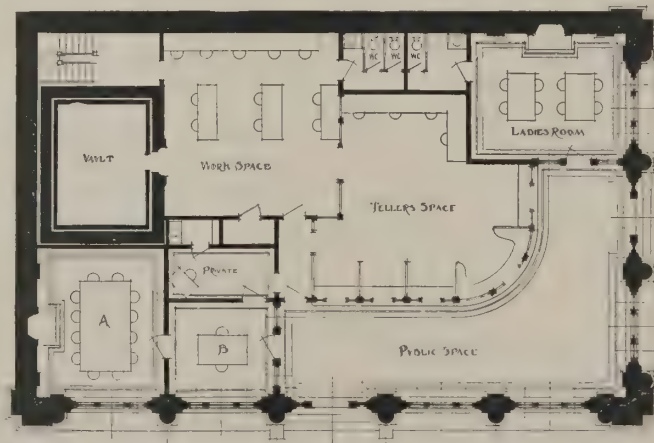 WC
WC
WC
LADIES ROOM
VAULT
WORK SPACE
TELLERS SPACE
PRIVATE
A
B
PUBLIC SPACE